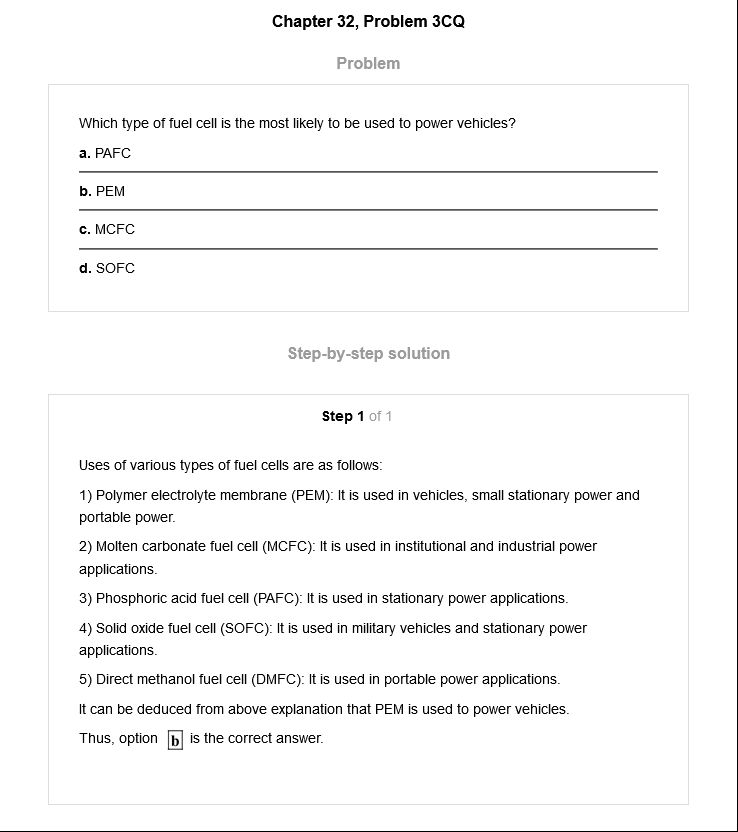 Chapter 32, Problem 3CQ
Problem
Which type of fuel cell is the most likely to be used to power vehicles?
a. PAFC
b. PEM
c. MCFC
d. SOFC
Step-by-step solution
Step 1 of 1
Uses of various types of fuel cells are as follows:
1) Polymer electrolyte membrane (PEM): It is used in vehicles, small stationary power and
portable power.
2) Molten carbonate fuel cell (MCFC): It is used in institutional and industrial power
applications.
3) Phosphoric acid fuel cell (PAFC): It is used in stationary power applications.
4) Solid oxide fuel cell (SOFC): It is used in military vehicles and stationary power
applications.
5) Direct methanol fuel cell (DMFC): It is used in portable power applications.
It can be deduced from above explanation that PEM is used to power vehicles.
Thus, option b is the correct answer.